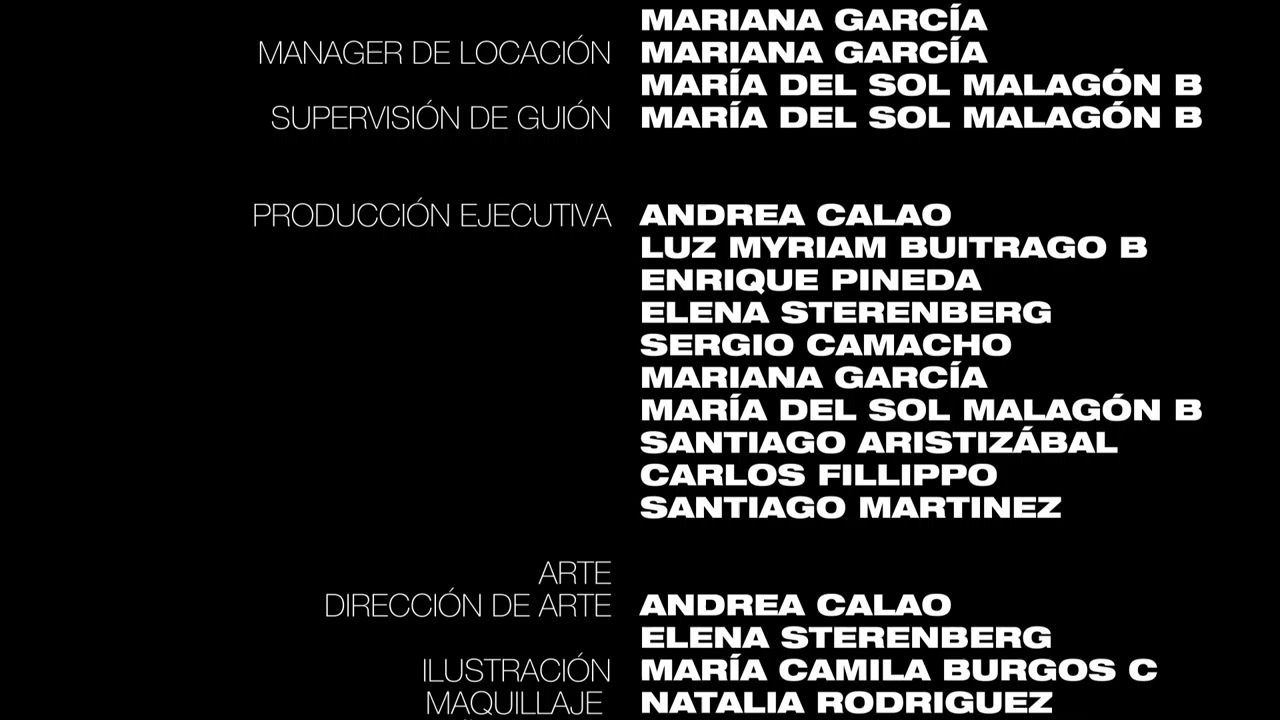 MARIANA GARCÍA
MANAGER DE LOCACIÓN MARIANA GARCÍA
MARÍA DEL SOL MALAGÓN B
SUPERVISIÓN DE GUIÓN MARÍA DEL SOL MALAGÓN B
PRODUCCIÓN EJECUTIVA ANDREA CALAO
LUZ MYRIAM BUITRAGO B
ENRIQUE PINEDA
ELENA STERENBERG
SERGIO CAMACHO
MARIANA GARCÍA
MARÍA DEL SOL MALAGÓN B
SANTIAGO ARISTIZÁBAL
CARLOS FILLIPPO
SANTIAGO MARTINEZ
ARTE
DIRECCIÓN DE ARTE ANDREA CALAO
ELENA STERENBERG
ILUSTRACIÓN MARÍA CAMILA BURGOS C
MAQUILLAJE NATALIA RODRIGUEZ